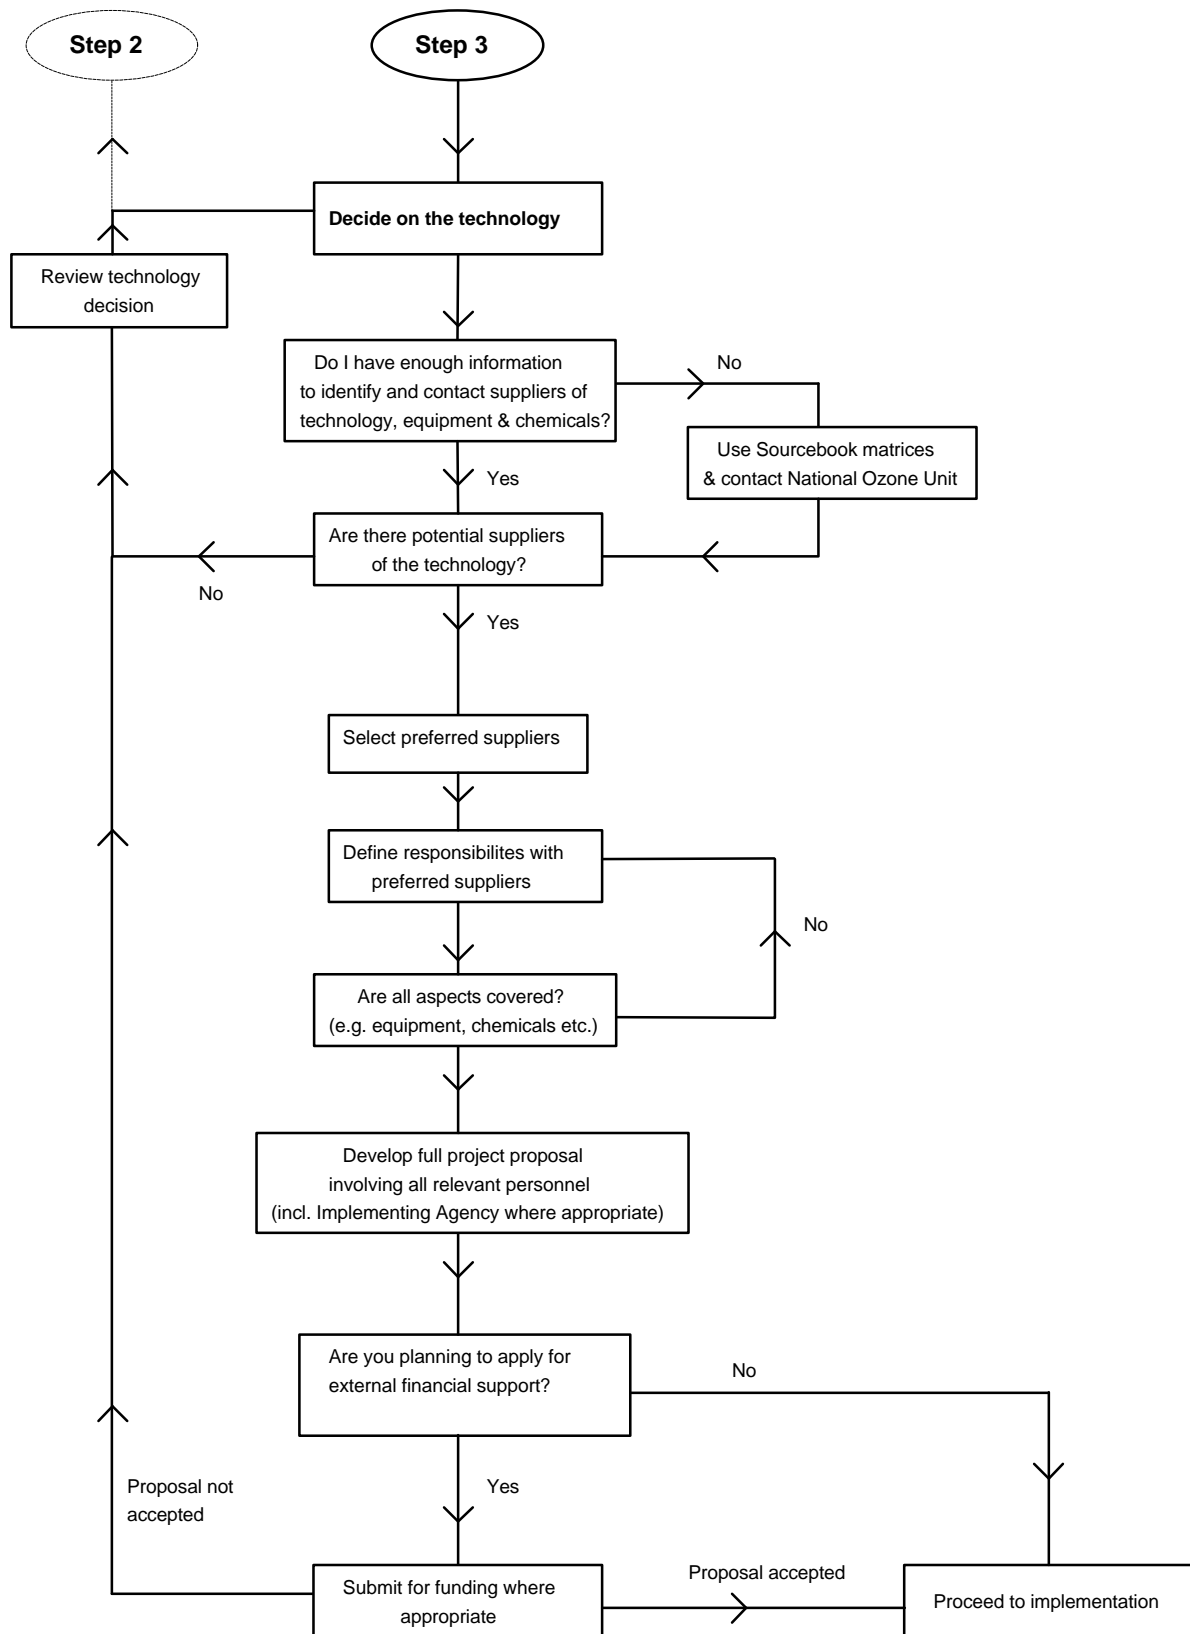 Step 2
Step 3
Decide on the technology
Review technology
decision
Do I have enough information
to identify and contact suppliers of
technology, equipment & chemicals?
No
Use Sourcebook matrices
& contact National Ozone Unit
Yes
Are there potential suppliers
of the technology?
No
Yes
Select preferred suppliers
Define responsibilites with
preferred suppliers
No
Are all aspects covered?
(e.g. equipment, chemicals etc.)
Develop full project proposal
involving all relevant personnel
(incl. Implementing Agency where appropriate)
Are you planning to apply for
external financial support?
No
Yes
Proposal not
accepted
Submit for funding where
appropriate
Proposal accepted
Proceed to implementation